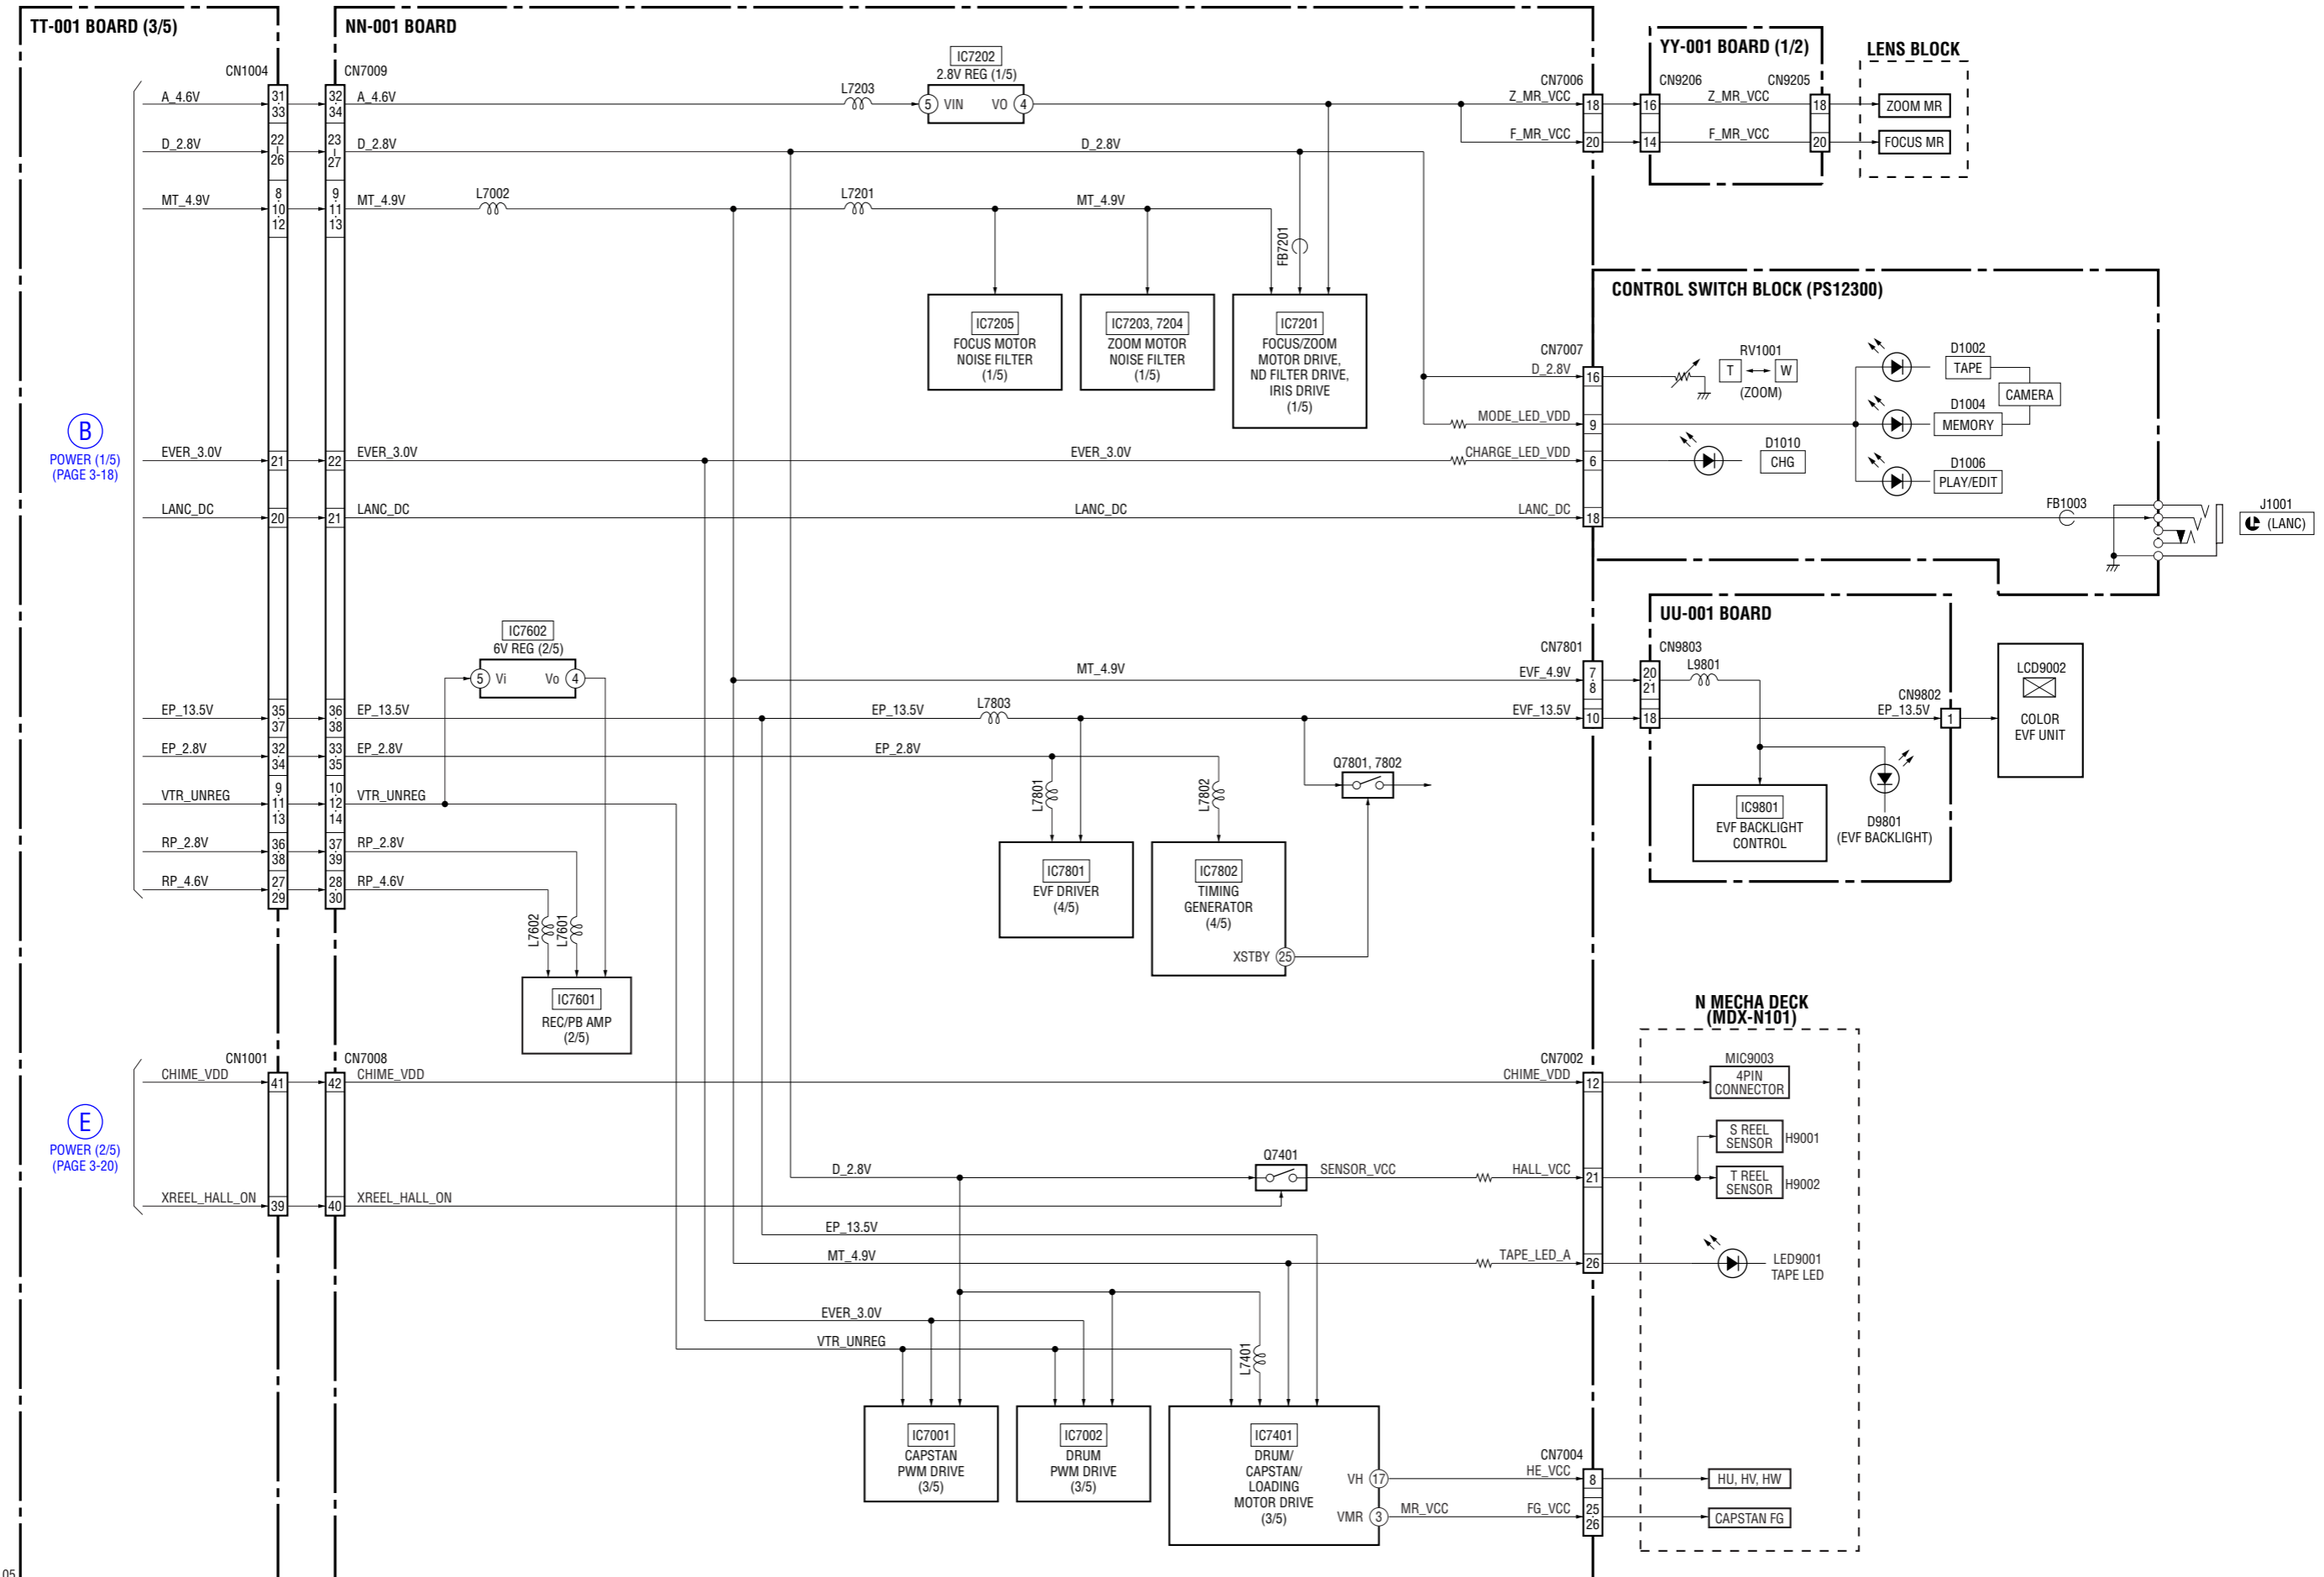 TT-001 BOARD (3/5)
NN-001 BOARD
YY-001 BOARD (1/2)
LENS BLOCK
CN1004
CN7009
IC7202
2.8V REG (1/5)
L7203
5 VIN VO 4
CN7006
CN9206
CN9205
A_4.6V
31
33
32
34
A_4.6V
Z_MR_VCC
18
16
Z_MR_VCC
18
ZOOM MR
D_2.8V
22
26
23
27
D_2.8V
D_2.8V
F_MR_VCC
20
14
F_MR_VCC
20
FOCUS MR
MT_4.9V
8
10
12
9
11
13
MT_4.9V
L7002
L7201
MT_4.9V
FB7201
CONTROL SWITCH BLOCK (PS12300)
IC7205
FOCUS MOTOR
NOISE FILTER
(1/5)
IC7203, 7204
ZOOM MOTOR
NOISE FILTER
(1/5)
IC7201
FOCUS/ZOOM
MOTOR DRIVE,
ND FILTER DRIVE,
IRIS DRIVE
(1/5)
CN7007
D_2.8V
16
RV1001
T W
(ZOOM)
D1002
TAPE
CAMERA
D1004
MEMORY
MODE_LED_VDD
9
CHARGE_LED_VDD
6
D1010
CHG
D1006
PLAY/EDIT
B
POWER (1/5)
(PAGE 3-18)
EVER_3.0V
21
22
EVER_3.0V
EVER_3.0V
LANC_DC
20
21
LANC_DC
LANC_DC
LANC_DC
18
FB1003
J1001
(LANC)
UU-001 BOARD
IC7602
6V REG (2/5)
5 Vi Vo 4
CN7801
CN9803
MT_4.9V
EVF_4.9V
7
8
20
21
L9801
LCD9002
COLOR
EVF UNIT
EP_13.5V
35
37
36
38
EP_13.5V
EP_13.5V
L7803
EVF_13.5V
10
18
CN9802
EP_13.5V
1
EP_2.8V
32
34
33
35
EP_2.8V
EP_2.8V
L7801
L7802
Q7801, 7802
VTR_UNREG
9
11
13
10
12
14
VTR_UNREG
IC9801
EVF BACKLIGHT
CONTROL
D9801
(EVF BACKLIGHT)
RP_2.8V
36
38
37
39
RP_2.8V
RP_4.6V
27
29
28
30
RP_4.6V
L7602
L7601
IC7801
EVF DRIVER
(4/5)
IC7802
TIMING
GENERATOR
(4/5)
XSTBY 25
IC7601
REC/PB AMP
(2/5)
N MECHA DECK
(MDX-N101)
CN1001
CN7008
CN7002
CHIME_VDD
41
42
CHIME_VDD
CHIME_VDD
12
MIC9003
4PIN
CONNECTOR
E
POWER (2/5)
(PAGE 3-20)
S REEL
SENSOR
H9001
D_2.8V
Q7401
SENSOR_VCC
HALL_VCC
21
T REEL
SENSOR
H9002
XREEL_HALL_ON
39
40
XREEL_HALL_ON
EP_13.5V
MT_4.9V
TAPE_LED_A
26
LED9001
TAPE LED
EVER_3.0V
VTR_UNREG
L7401
IC7001
CAPSTAN
PWM DRIVE
(3/5)
IC7002
DRUM
PWM DRIVE
(3/5)
IC7401
DRUM/
CAPSTAN/
LOADING
MOTOR DRIVE
(3/5)
CN7004
VH 17
HE_VCC
8
HU, HV, HW
VMR 3
MR_VCC
FG_VCC
25
26
CAPSTAN FG
05